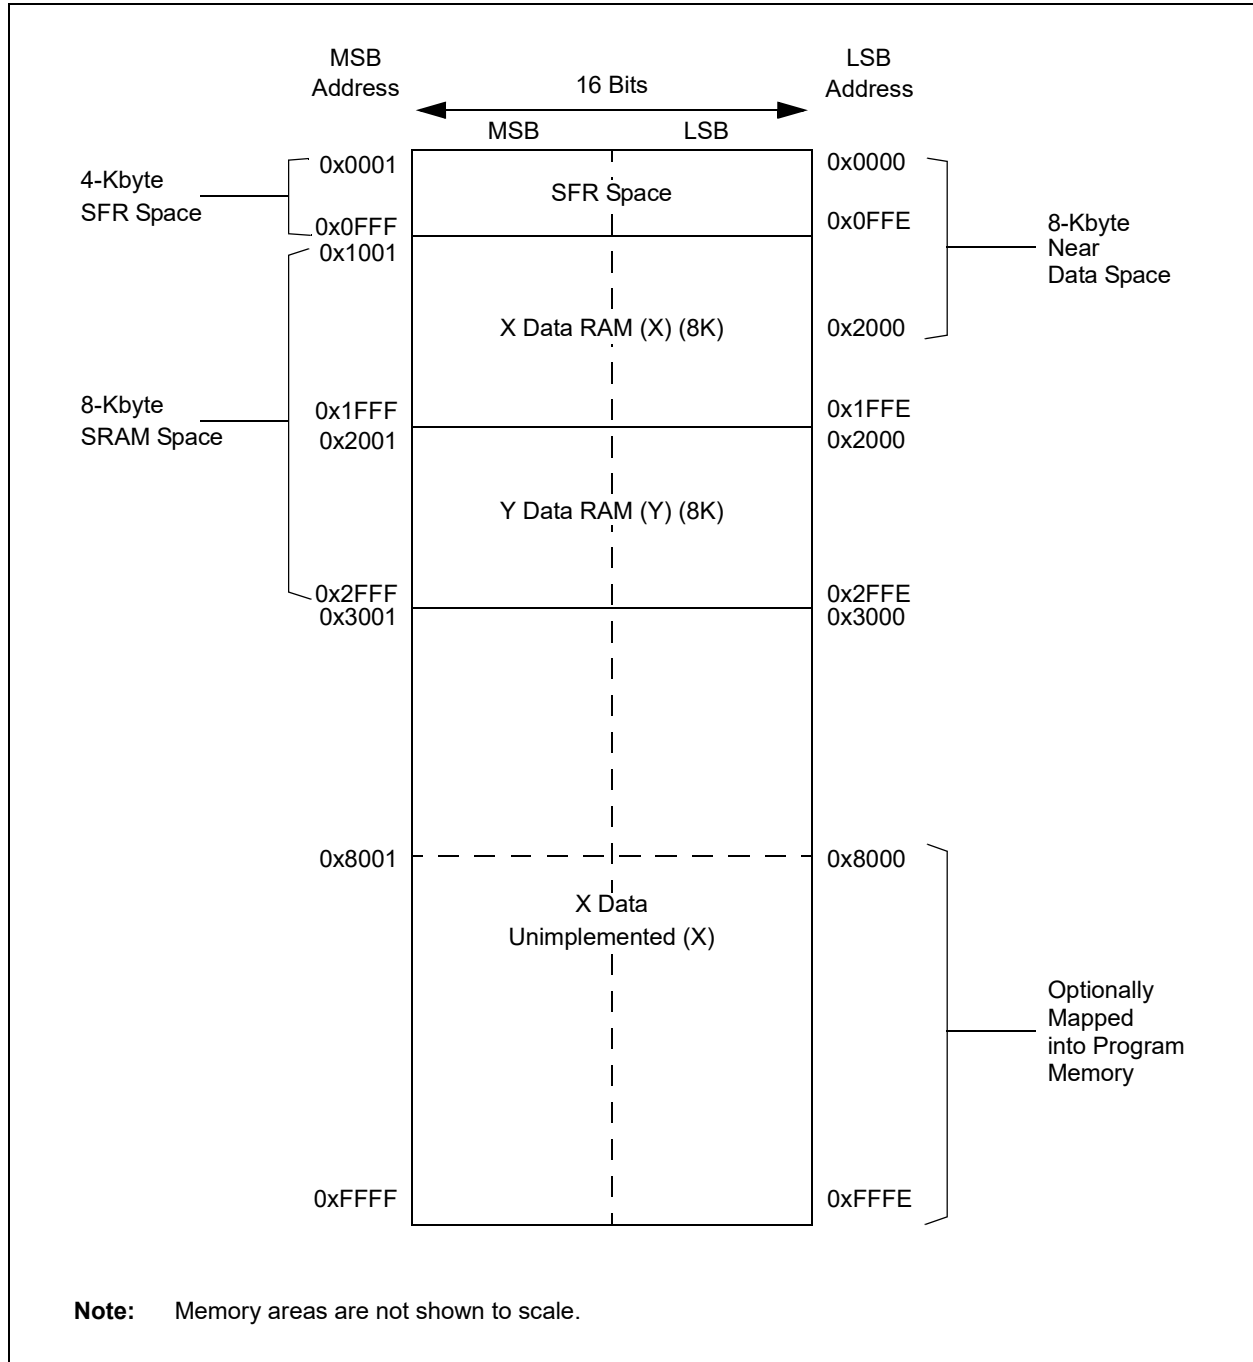 MSB
Address
LSB
Address
16 Bits
MSB
LSB
4-Kbyte
SFR Space
0x0001
0x0FFF
SFR Space
0x0000
0x0FFE
8-Kbyte
Near
Data Space
8-Kbyte
SRAM Space
0x1001
X Data RAM (X) (8K)
0x2000
0x1FFF
0x1FFE
0x2001
0x2000
Y Data RAM (Y) (8K)
0x2FFF
0x2FFE
0x3001
0x3000
0x8001
0x8000
X Data
Unimplemented (X)
Optionally
Mapped
into Program
Memory
0xFFFF
0xFFFE
Note: Memory areas are not shown to scale.